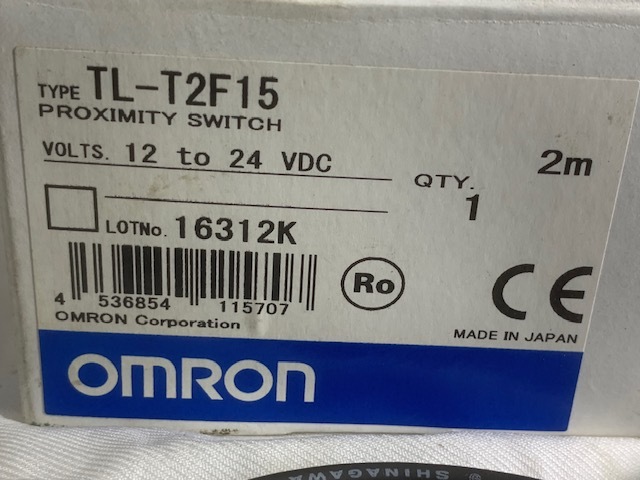 TYPE TL-T2F15
PROXIMITY SWITCH
VOLTS. 12 to 24 VDC
2m
QTY.
1
LOTNo. 16312K
Ro
CE
4 536854 115707
OMRON Corporation
MADE IN JAPAN
OMRON
® SHINAGAWA